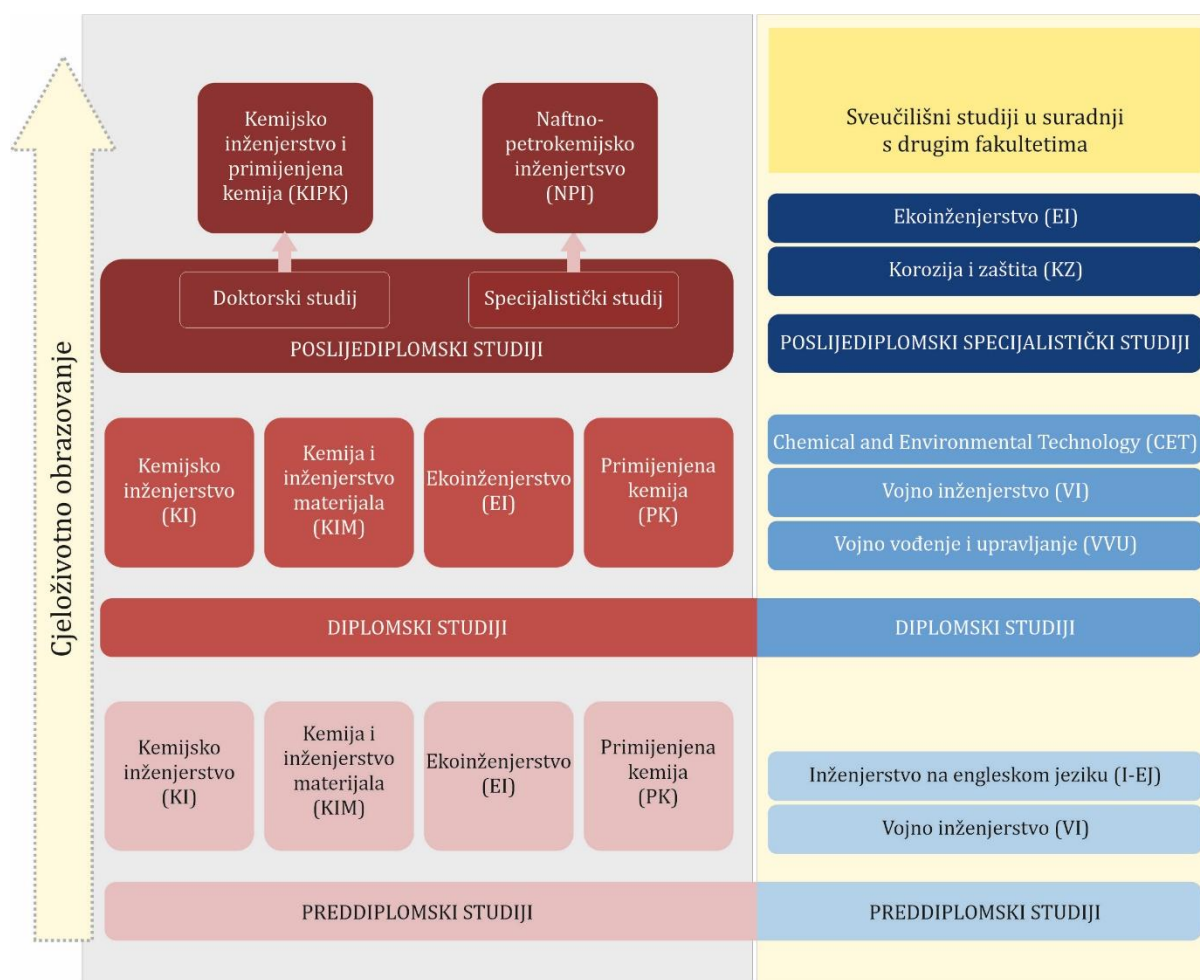 Cjeloživotno obrazovanje
Kemijsko
inženjerstvo i
primijenjena
kemija (KIPK)
Naftno-
petrokemijsko
inženjertsvo
(NPI)
Doktorski studij
Specijalistički studij
POSLIJEDIPLOMSKI STUDIJI
Kemijsko
inženjerstvo
(KI)
Kemija i
inženjerstvo
materijala
(KIM)
Ekoinženjerstvo
(EI)
Primijenjena
kemija
(PK)
DIPLOMSKI STUDIJI
Kemijsko
inženjerstvo
(KI)
Kemija i
inženjerstvo
materijala
(KIM)
Ekoinženjerstvo
(EI)
Primijenjena
kemija
(PK)
PREDDIPLOMSKI STUDIJI
Sveučilišni studiji u suradnji
s drugim fakultetima
Ekoinženjerstvo (EI)
Korozija i zaštita (KZ)
POSLIJEDIPLOMSKI SPECIJALISTIČKI STUDIJI
Chemical and Environmental Technology (CET)
Vojno inženjerstvo (VI)
Vojno vođenje i upravljanje (VVU)
DIPLOMSKI STUDIJI
Inženjerstvo na engleskom jeziku (I-EJ)
Vojno inženjerstvo (VI)
PREDDIPLOMSKI STUDIJI